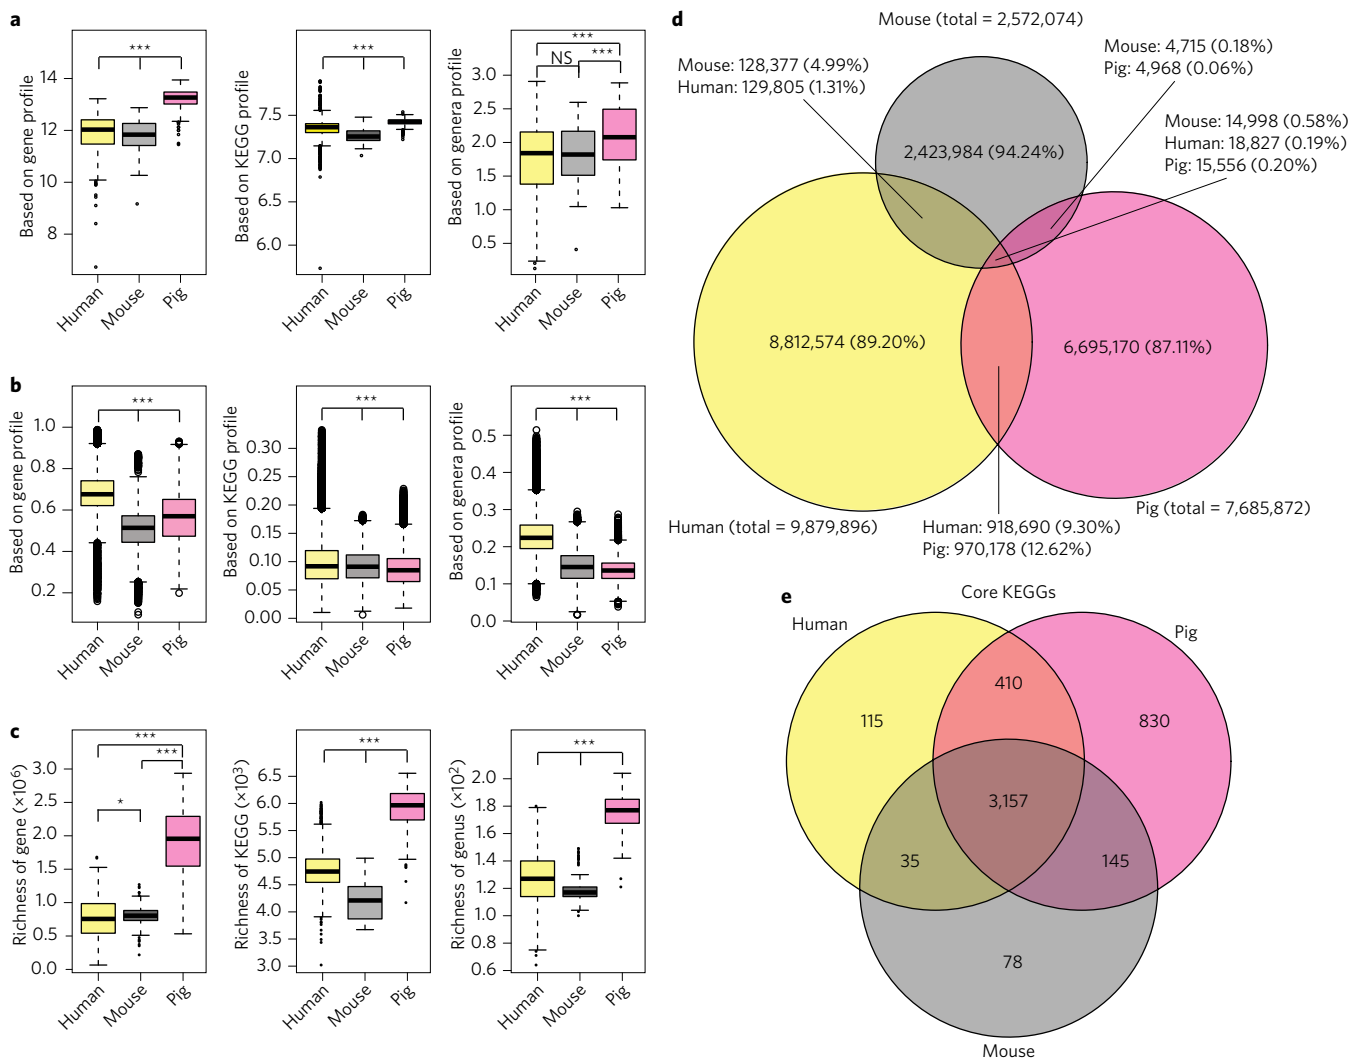 a
Based on gene profile
14
12
10
8
***
Human
Mouse
Pig
Based on KEGG profile
7.5
7.0
6.5
6.0
***
Human
Mouse
Pig
Based on genera profile
3.0
2.5
2.0
1.5
1.0
0.5
***
NS
***
Human
Mouse
Pig
b
Based on gene profile
1.0
0.8
0.6
0.4
0.2
***
Human
Mouse
Pig
Based on KEGG profile
0.30
0.25
0.20
0.15
0.10
0.05
0.00
***
Human
Mouse
Pig
Based on genera profile
0.5
0.4
0.3
0.2
0.1
0.0
***
Human
Mouse
Pig
c
Richness of gene (×10⁶)
3.0
2.5
2.0
1.5
1.0
0.5
0.0
***
***
*
Human
Mouse
Pig
Richness of KEGG (×10³)
6.5
6.0
5.5
5.0
4.5
4.0
3.5
3.0
***
Human
Mouse
Pig
Richness of genus (×10²)
2.0
1.8
1.6
1.4
1.2
1.0
0.8
0.6
***
Human
Mouse
Pig
d
Mouse (total = 2,572,074)
Mouse: 128,377 (4.99%)
Human: 129,805 (1.31%)
Mouse: 4,715 (0.18%)
Pig: 4,968 (0.06%)
Mouse: 14,998 (0.58%)
Human: 18,827 (0.19%)
Pig: 15,556 (0.20%)
2,423,984 (94.24%)
8,812,574 (89.20%)
6,695,170 (87.11%)
Human (total = 9,879,896)
Human: 918,690 (9.30%)
Pig: 970,178 (12.62%)
Pig (total = 7,685,872)
e
Core KEGGs
Human
Pig
410
115
830
3,157
35
145
78
Mouse